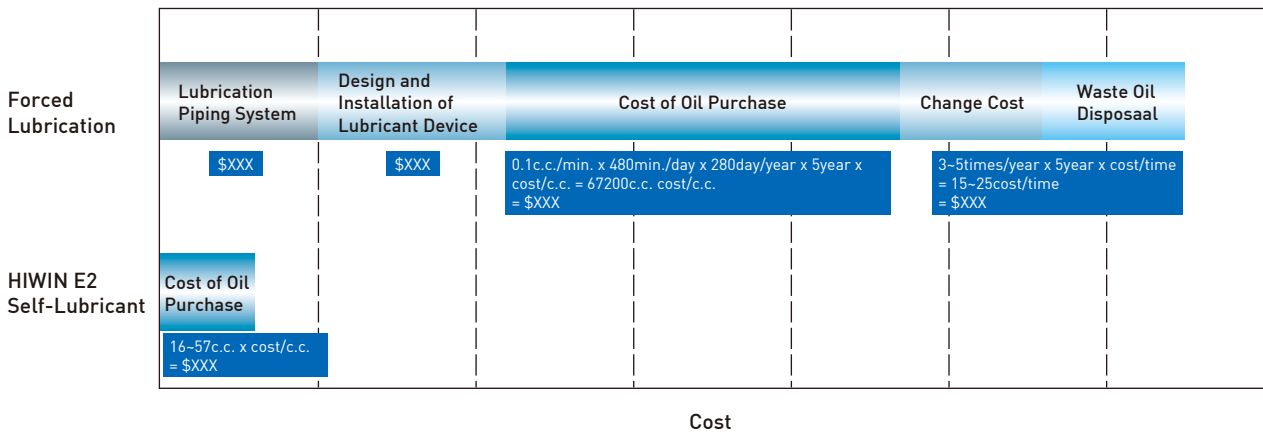 Forced
Lubrication
Lubrication
Piping System
Design and
Installation of
Lubricant Device
Cost of Oil Purchase
Change Cost
Waste Oil
Disposaal
$XXX
$XXX
0.1c.c./min. x 480min./day x 280day/year x 5year x
cost/c.c. = 67200c.c. cost/c.c.
= $XXX
3~5times/year x 5year x cost/time
= 15~25cost/time
= $XXX
HIWIN E2
Self-Lubricant
Cost of Oil
Purchase
16~57c.c. x cost/c.c.
= $XXX
Cost